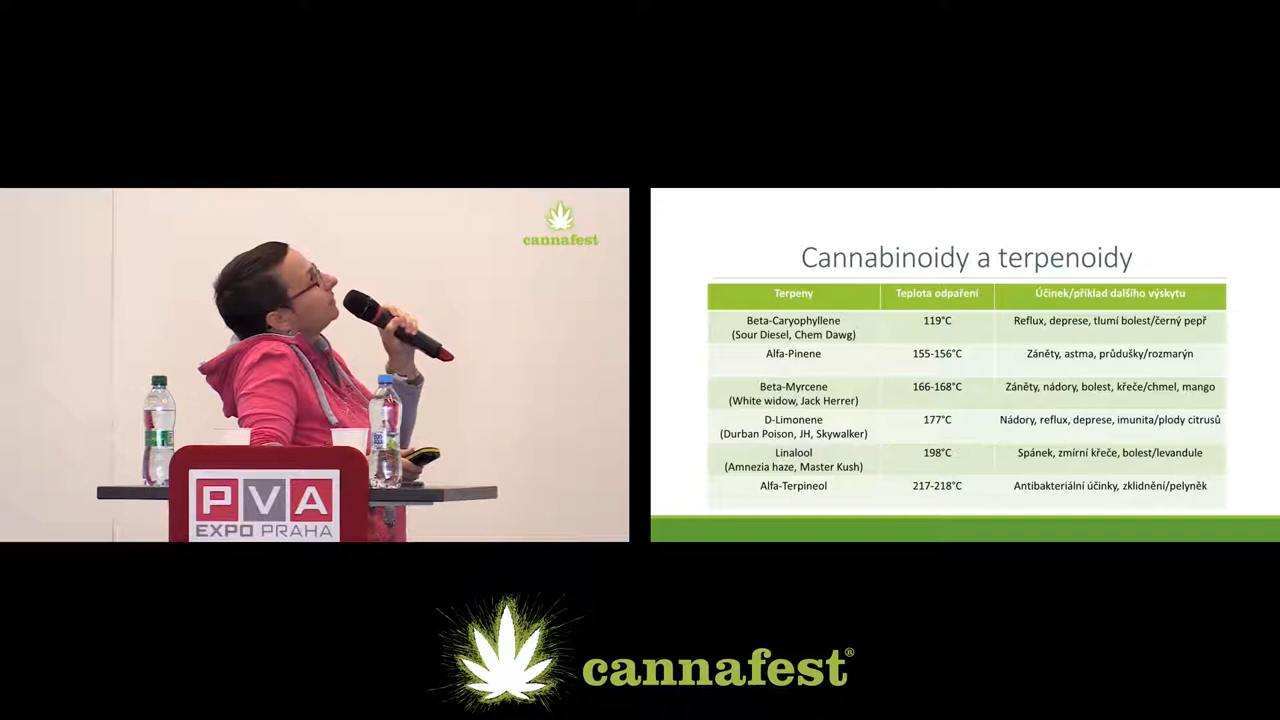 cannafest
PVA
EXPO PRAHA
Cannabinoidy a terpenoidy
Terpeny Teplota odpaření Účinek/příklad dalšího výskytu
Beta-Caryophyllene 119°C Reflux, deprese, tlumí bolest/černý pepř
(Sour Diesel, Chem Dawg)
Alfa-Pinene 155-156°C Záněty, astma, průdušky/rozmarýn
Beta-Myrcene 166-168°C Záněty, nádory, bolest, křeče/chmel, mango
(White widow, Jack Herrer)
D-Limonene 177°C Nádory, reflux, deprese, imunita/plody citrusů
(Durban Poison, JH, Skywalker)
Linalool 198°C Spánek, zmírní křeče, bolest/levandule
(Amnezia haze, Master Kush)
Alfa-Terpineol 217-218°C Antibakteriální účinky, zklidnění/pelyněk
cannafest®